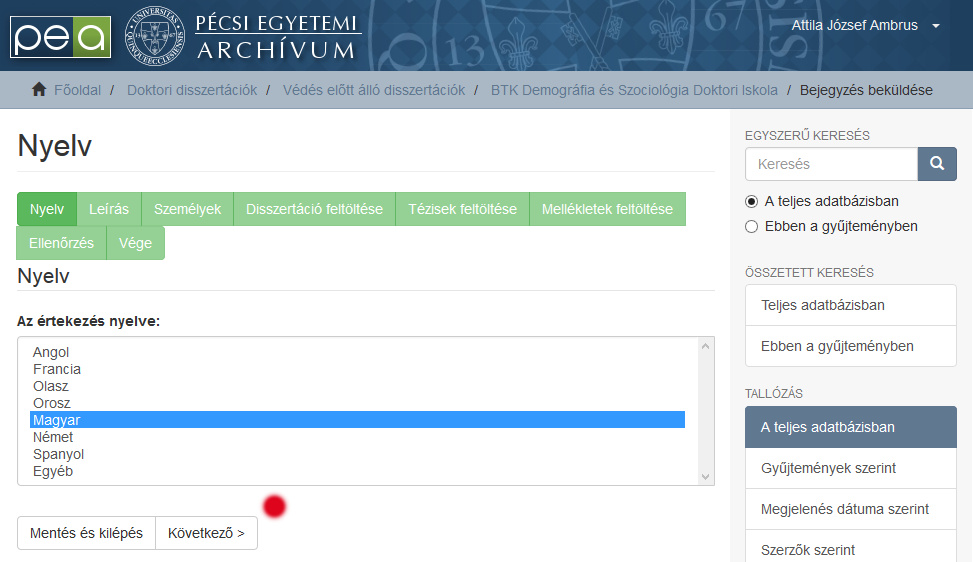 pea
PÉCSI EGYETEMI
ARCHÍVUM
Attila József Ambrus
Főoldal / Doktori disszertációk / Védés előtt álló disszertációk / BTK Demográfia és Szociológia Doktori Iskola / Bejegyzés beküldése
Nyelv
Nyelv Leírás Személyek Disszertáció feltöltése Tézisek feltöltése Mellékletek feltöltése
Ellenőrzés Vége
Nyelv
Az értekezés nyelve:
Angol
Francia
Olasz
Orosz
Magyar
Német
Spanyol
Egyéb
Mentés és kilépés Következő >
EGYSZERŰ KERESÉS
Keresés
A teljes adatbázisban
Ebben a gyűjteményben
ÖSSZETETT KERESÉS
Teljes adatbázisban
Ebben a gyűjteményben
TALLÓZÁS
A teljes adatbázisban
Gyűjtemények szerint
Megjelenés dátuma szerint
Szerzők szerint